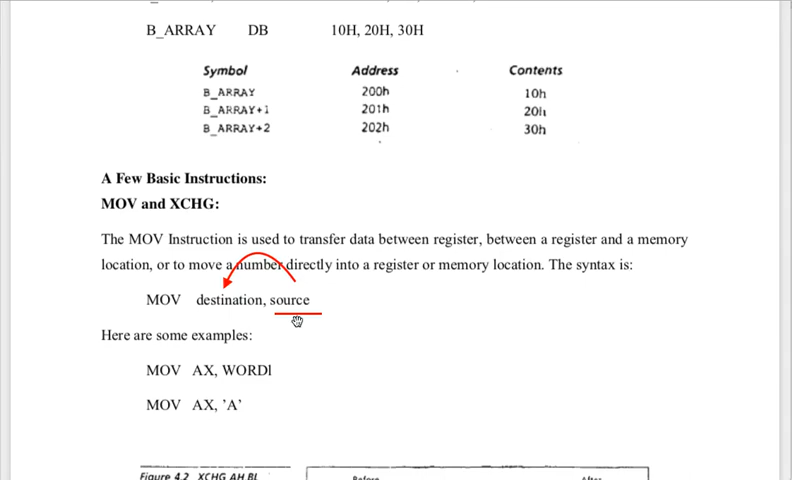 B_ARRAY DB 10H, 20H, 30H
Symbol Address Contents
B_ARRAY 200h 10h
B_ARRAY+1 201h 20h
B_ARRAY+2 202h 30h
A Few Basic Instructions:
MOV and XCHG:
The MOV Instruction is used to transfer data between register, between a register and a memory
location, or to move a number directly into a register or memory location. The syntax is:
MOV destination, source
Here are some examples:
MOV AX, WORDl
MOV AX, 'A'
Figure 4.2 XCHG AH,BL
Before After